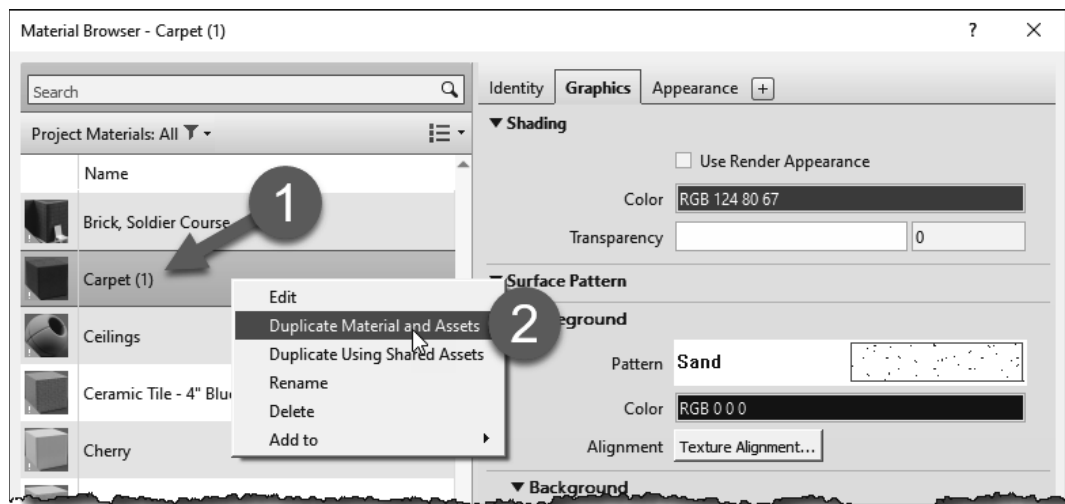 Material Browser - Carpet (1)
? ×
Search
Project Materials: All
Name
Brick, Soldier Course
1
Carpet (1)
Ceilings
Ceramic Tile - 4" Blu
Cherry
Edit
Duplicate Material and Assets
2
Duplicate Using Shared Assets
Rename
Delete
Add to
Identity Graphics Appearance +
Shading
Use Render Appearance
Color RGB 124 80 67
Transparency 0
Surface Pattern
eground
Pattern Sand
Color RGB 0 0 0
Alignment Texture Alignment...
Background